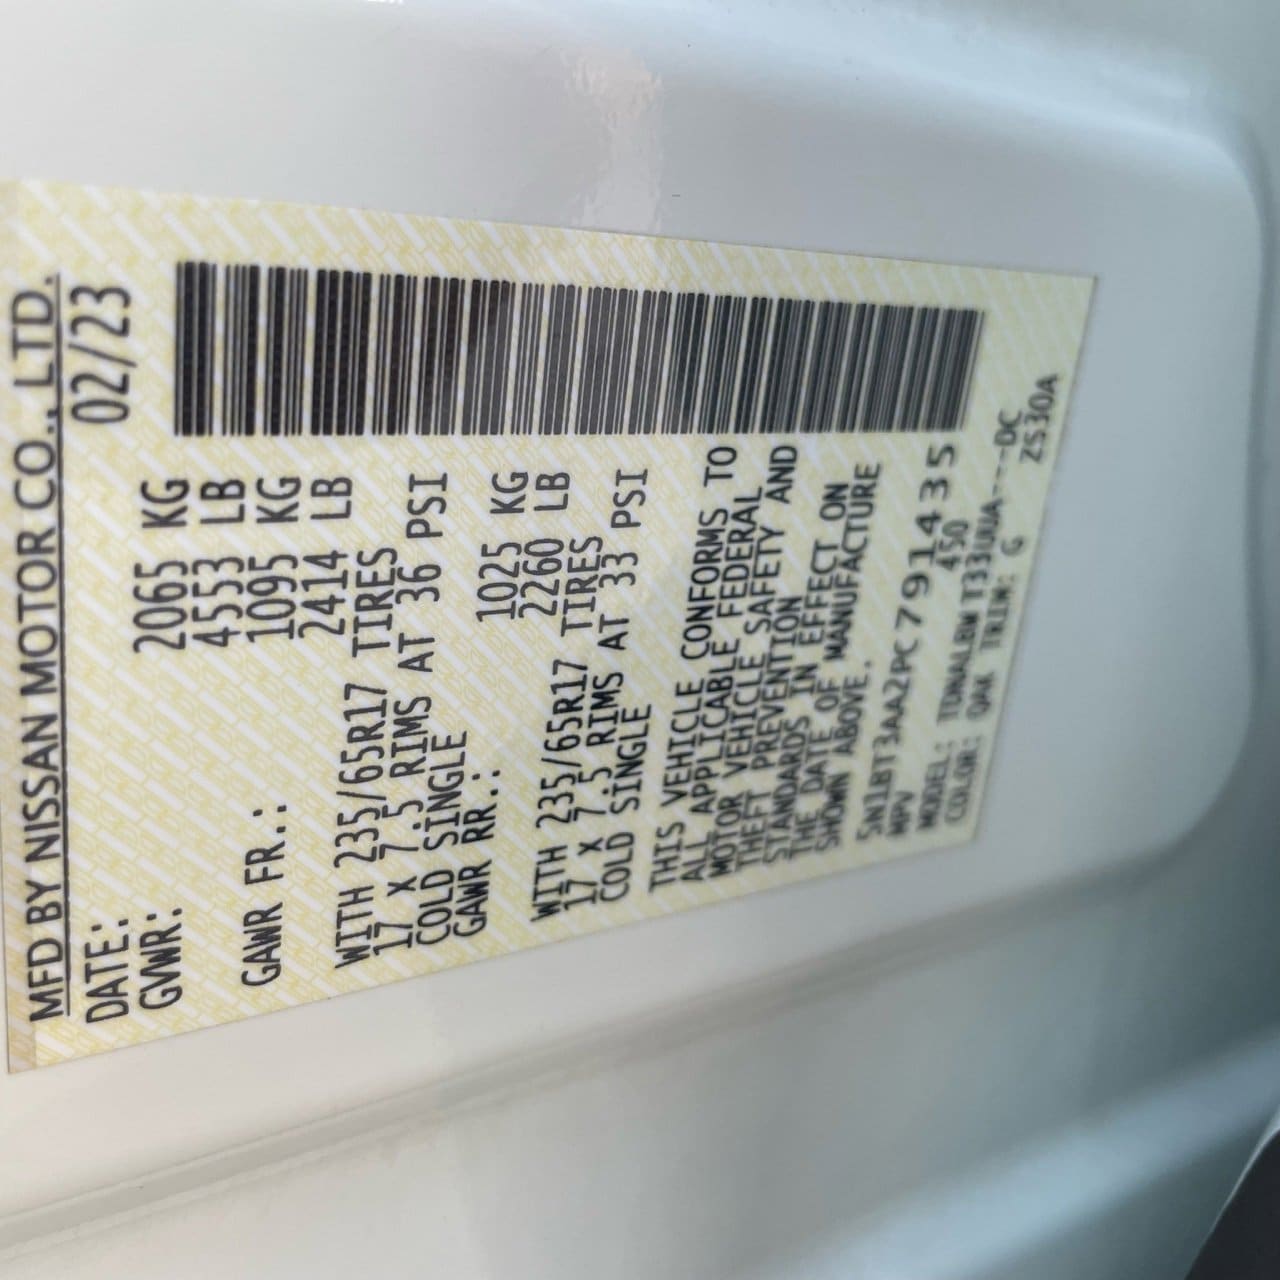 MFD BY NISSAN MOTOR CO., LTD.
DATE: 02/23
GVWR: 2065 KG
4553 LB
GAWR FR.: 1095 KG
2414 LB
WITH 235/65R17 TIRES
17 X 7.5 RIMS AT 36 PSI
COLD SINGLE
GAWR RR.: 1025 KG
2260 LB
WITH 235/65R17 TIRES
17 X 7.5 RIMS AT 33 PSI
COLD SINGLE
THIS VEHICLE CONFORMS TO
ALL APPLICABLE FEDERAL
MOTOR VEHICLE SAFETY AND
THEFT PREVENTION
STANDARDS IN EFFECT ON
THE DATE OF MANUFACTURE
SHOWN ABOVE.
5N1BT3AA2PC791435
MPV 450
MODEL: TDNALBW T33UUA---DC
COLOR: QAK TRIM: G ZS30A